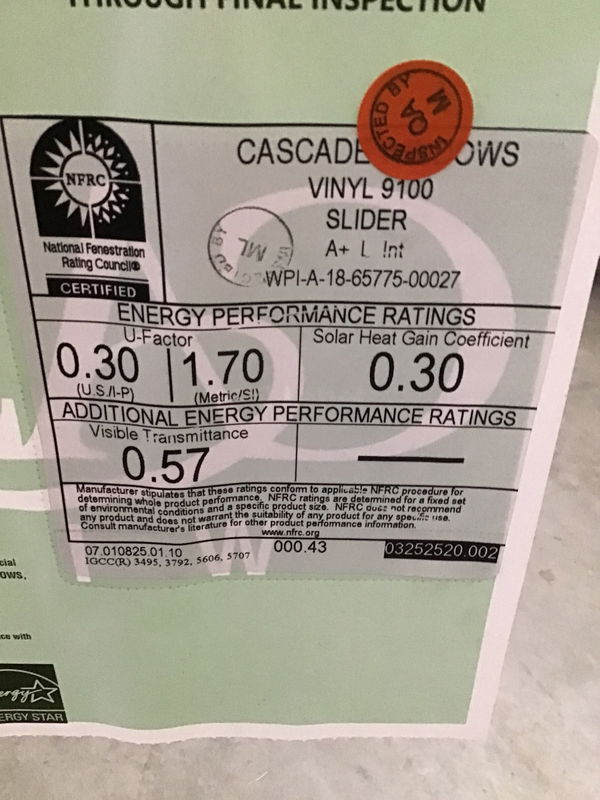 THROUGH FINAL INSPECTION
INSPECTED BY
QA
M
NFRC
National Fenestration
Rating Council®
CERTIFIED
CASCADE OWS
VINYL 9100
SLIDER
A+ L Int
WPI-A-18-65775-00027
BY ML
ENERGY PERFORMANCE RATINGS
U-Factor
0.30 1.70
(U.S./I-P) (Metric/SI)
Solar Heat Gain Coefficient
0.30
ADDITIONAL ENERGY PERFORMANCE RATINGS
Visible Transmittance
0.57
Manufacturer stipulates that these ratings conform to applicable NFRC procedure for
determining whole product performance. NFRC ratings are determined for a fixed set
of environmental conditions and a specific product size. NFRC does not recommend
any product and does not warrant the suitability of any product for any specific use.
Consult manufacturer's literature for other product performance information.
www.nfrc.org
07.010825.01.10 000.43 03252520.002
IGCC(R) 3495, 3792, 5606, 5707
cial
ows,
ce with
ergy
ERGY STAR